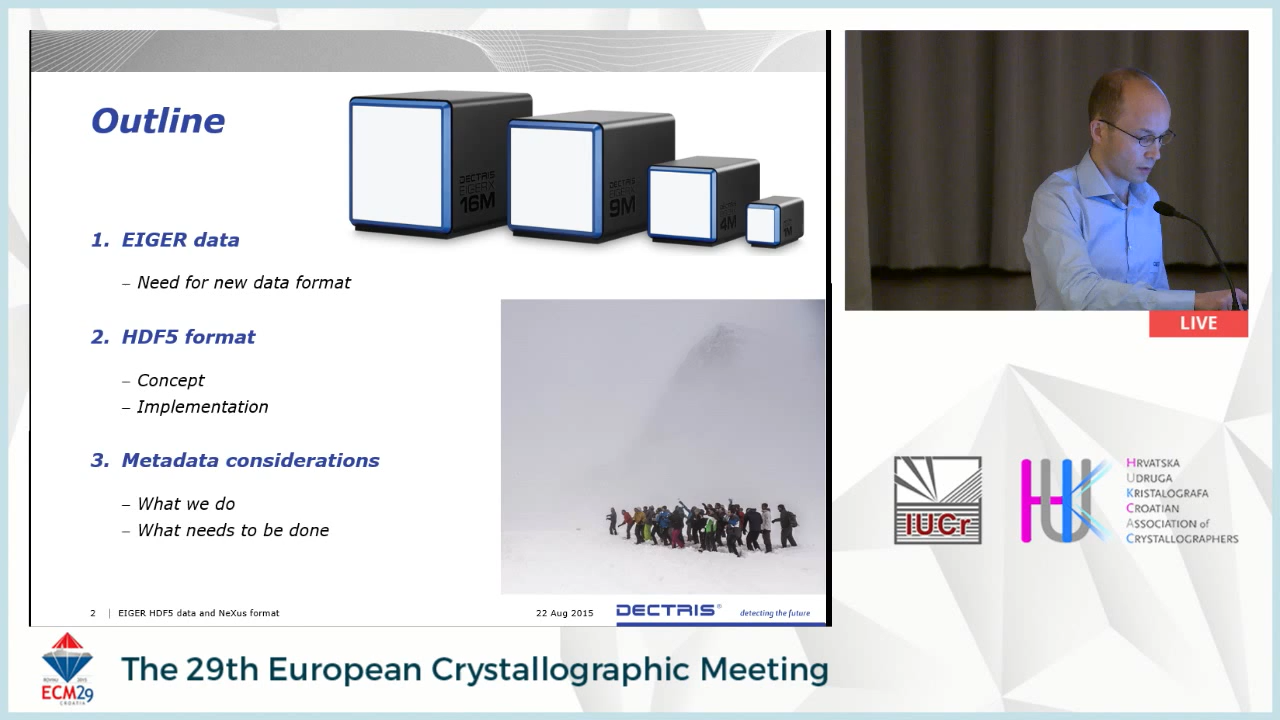 Outline
DECTRIS
EIGER X
16M
DECTRIS
EIGER X
9M
4M
1M
1. EIGER data
– Need for new data format
2. HDF5 format
– Concept
– Implementation
3. Metadata considerations
– What we do
– What needs to be done
2 | EIGER HDF5 data and NeXus format
22 Aug 2015
DECTRIS®
detecting the future
LIVE
IUCr
HUK
HRVATSKA
UDRUGA
KRISTALOGRAFA
CROATIAN
ASSOCIATION of
CRYSTALLOGRAPHERS
ECM29
CROATIA
The 29th European Crystallographic Meeting